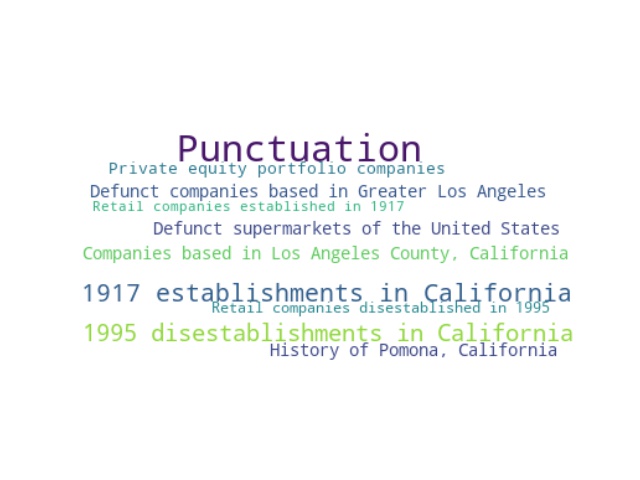 Punctuation
Private equity portfolio companies
Defunct companies based in Greater Los Angeles
Retail companies established in 1917
Defunct supermarkets of the United States
Companies based in Los Angeles County, California
1917 establishments in California
Retail companies disestablished in 1995
1995 disestablishments in California
History of Pomona, California